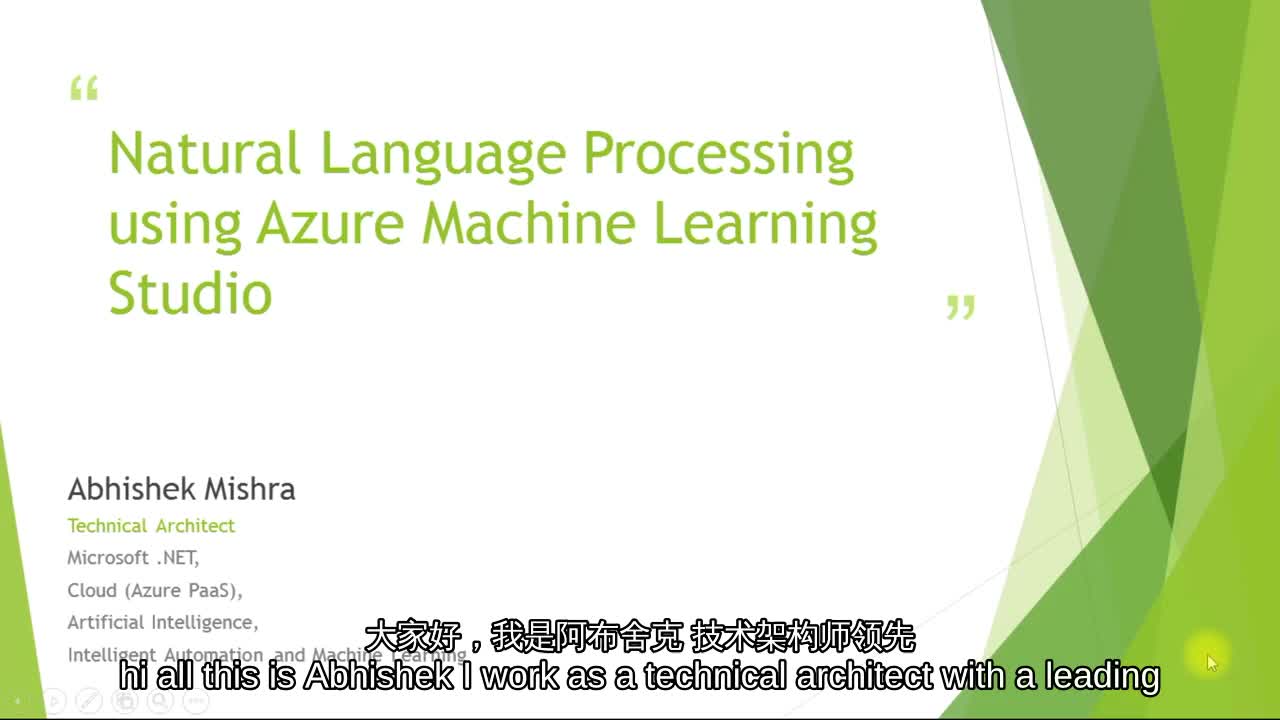 “
Natural Language Processing
using Azure Machine Learning
Studio
”
Abhishek Mishra
Technical Architect
Microsoft .NET,
Cloud (Azure PaaS),
Artificial Intelligence,
Intelligent Automation and Machine Learning
大家好，我是阿布舍克 技术架构师领先
hi all this is Abhishek I work as a technical architect with a leading